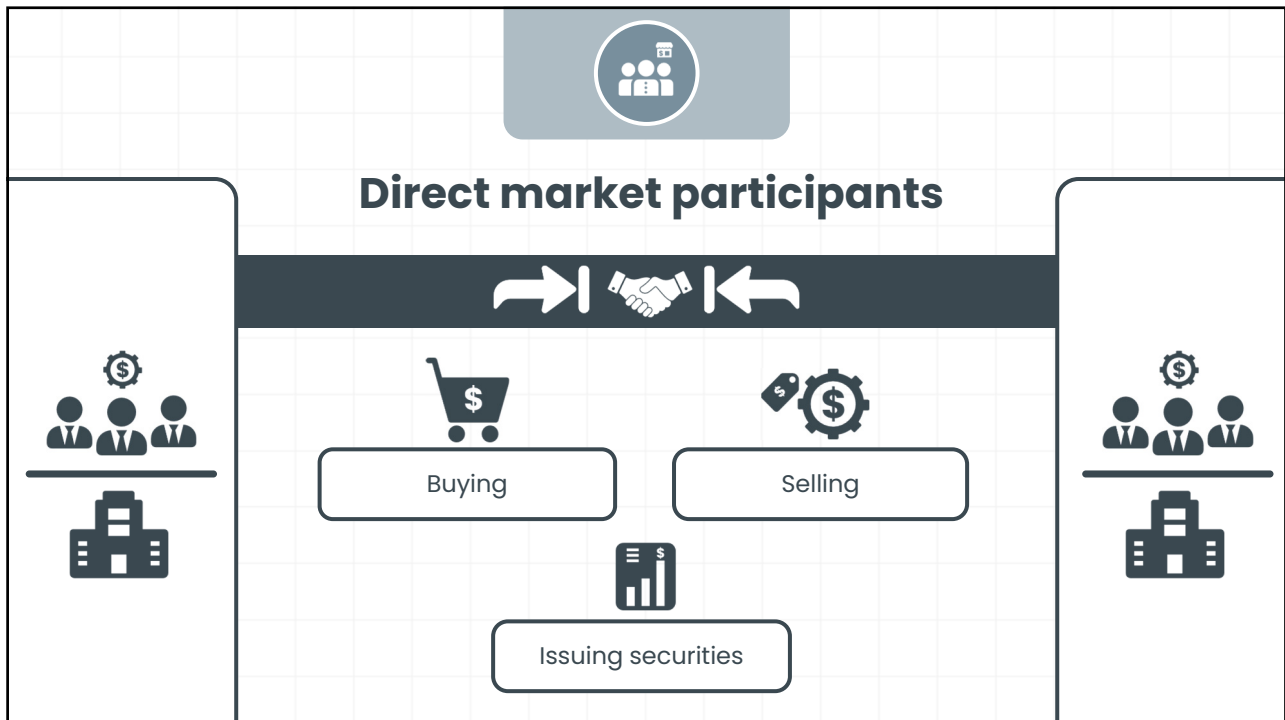 Direct market participants
$
$
$
$
$
Buying
Selling
$
Issuing securities